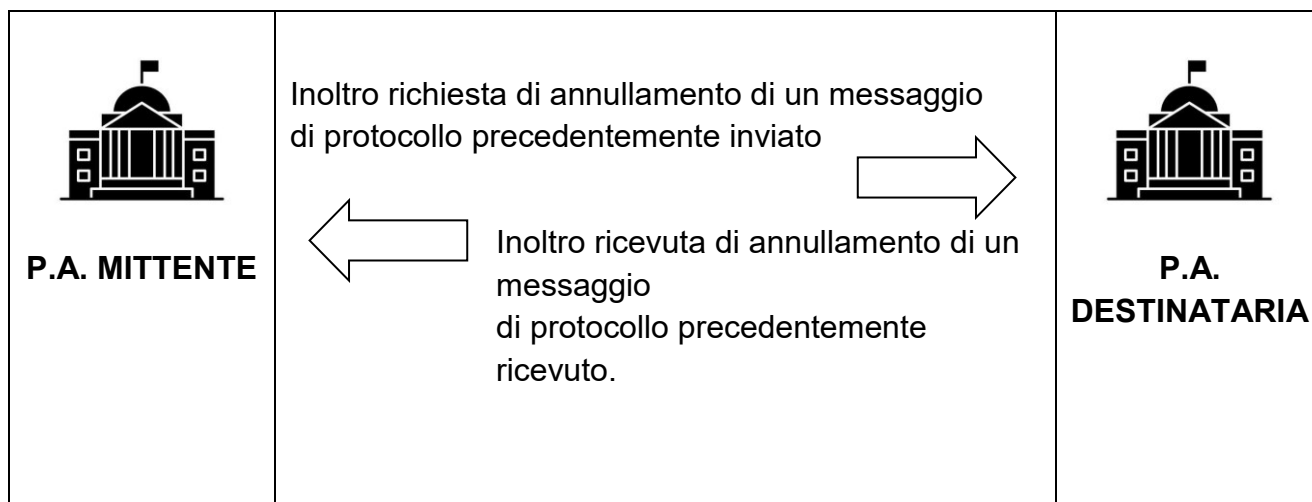 P.A. MITTENTE
Inoltro richiesta di annullamento di un messaggio
di protocollo precedentemente inviato
Inoltro ricevuta di annullamento di un
messaggio
di protocollo precedentemente
ricevuto.
P.A.
DESTINATARIA